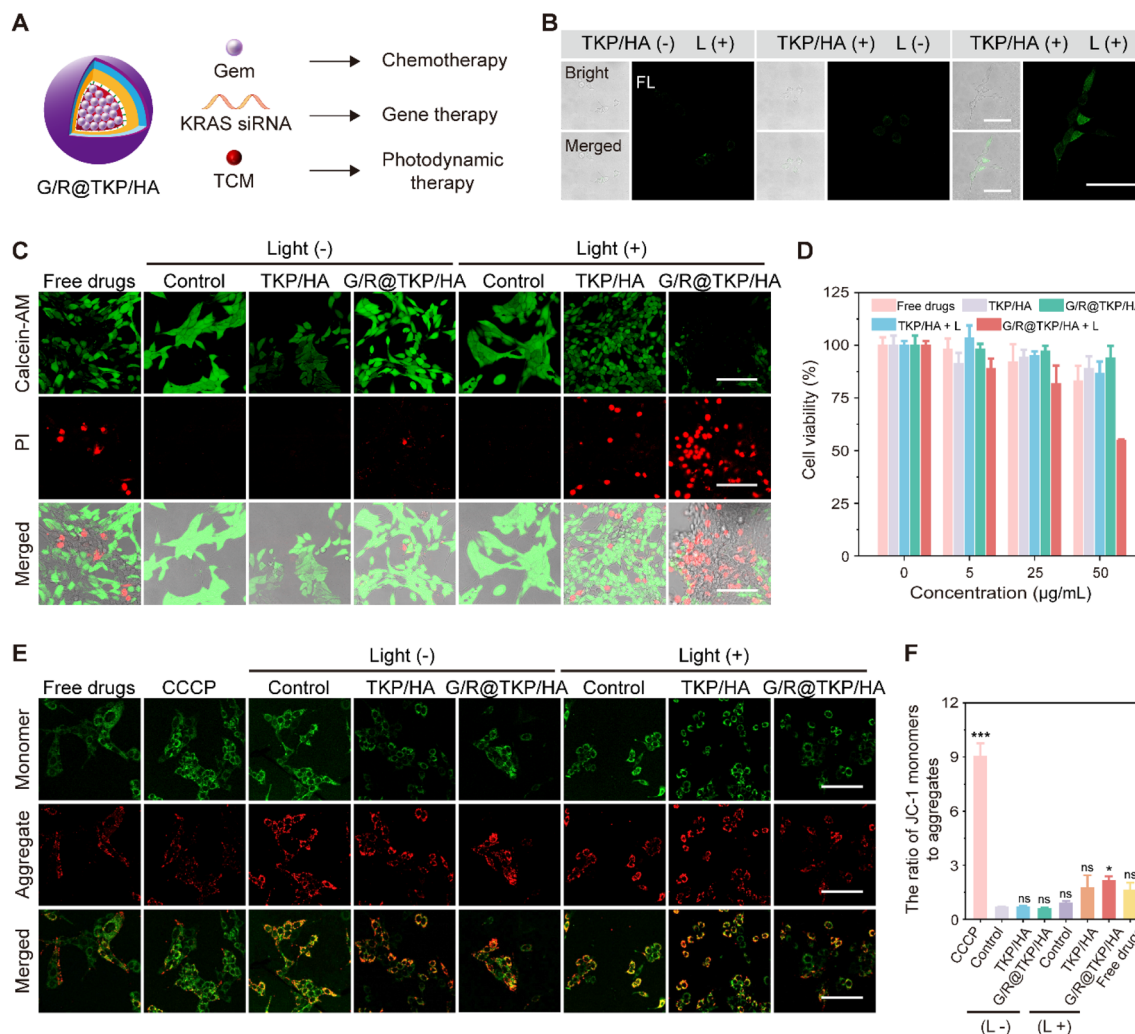 A
Gem
Chemotherapy
KRAS siRNA
Gene therapy
TCM
Photodynamic
therapy
G/R@TKP/HA
B
TKP/HA (-) L (+)
TKP/HA (+) L (-)
TKP/HA (+) L (+)
Bright
FL
Merged
C
Light (-)
Light (+)
Free drugs
Control
TKP/HA
G/R@TKP/HA
Control
TKP/HA
G/R@TKP/HA
Calcein-AM
PI
Merged
D
Free drugs
TKP/HA
G/R@TKP/H
TKP/HA + L
G/R@TKP/HA + L
Cell viability (%)
125
100
75
50
25
0
0
5
25
50
Concentration (μg/mL)
E
Light (-)
Light (+)
Free drugs
CCCP
Control
TKP/HA
G/R@TKP/HA
Control
TKP/HA
G/R@TKP/HA
Monomer
Aggregate
Merged
F
The ratio of JC-1 monomers
to aggregates
12
9
6
3
0
***
ns
ns
ns
ns
*
ns
CCCP
Control
TKP/HA
G/R@TKP/HA
Control
TKP/HA
G/R@TKP/HA
Free drugs
(L -)
(L +)